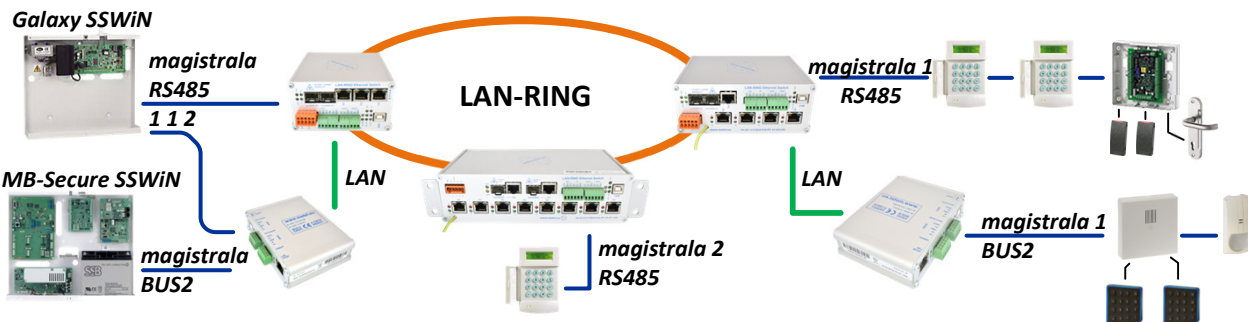 Galaxy SSWiN
magistrala
RS485
1 1 2
MB-Secure SSWiN
magistrala
BUS2
LAN
LAN-RING
magistrala 2
RS485
magistrala 1
RS485
LAN
magistrala 1
BUS2